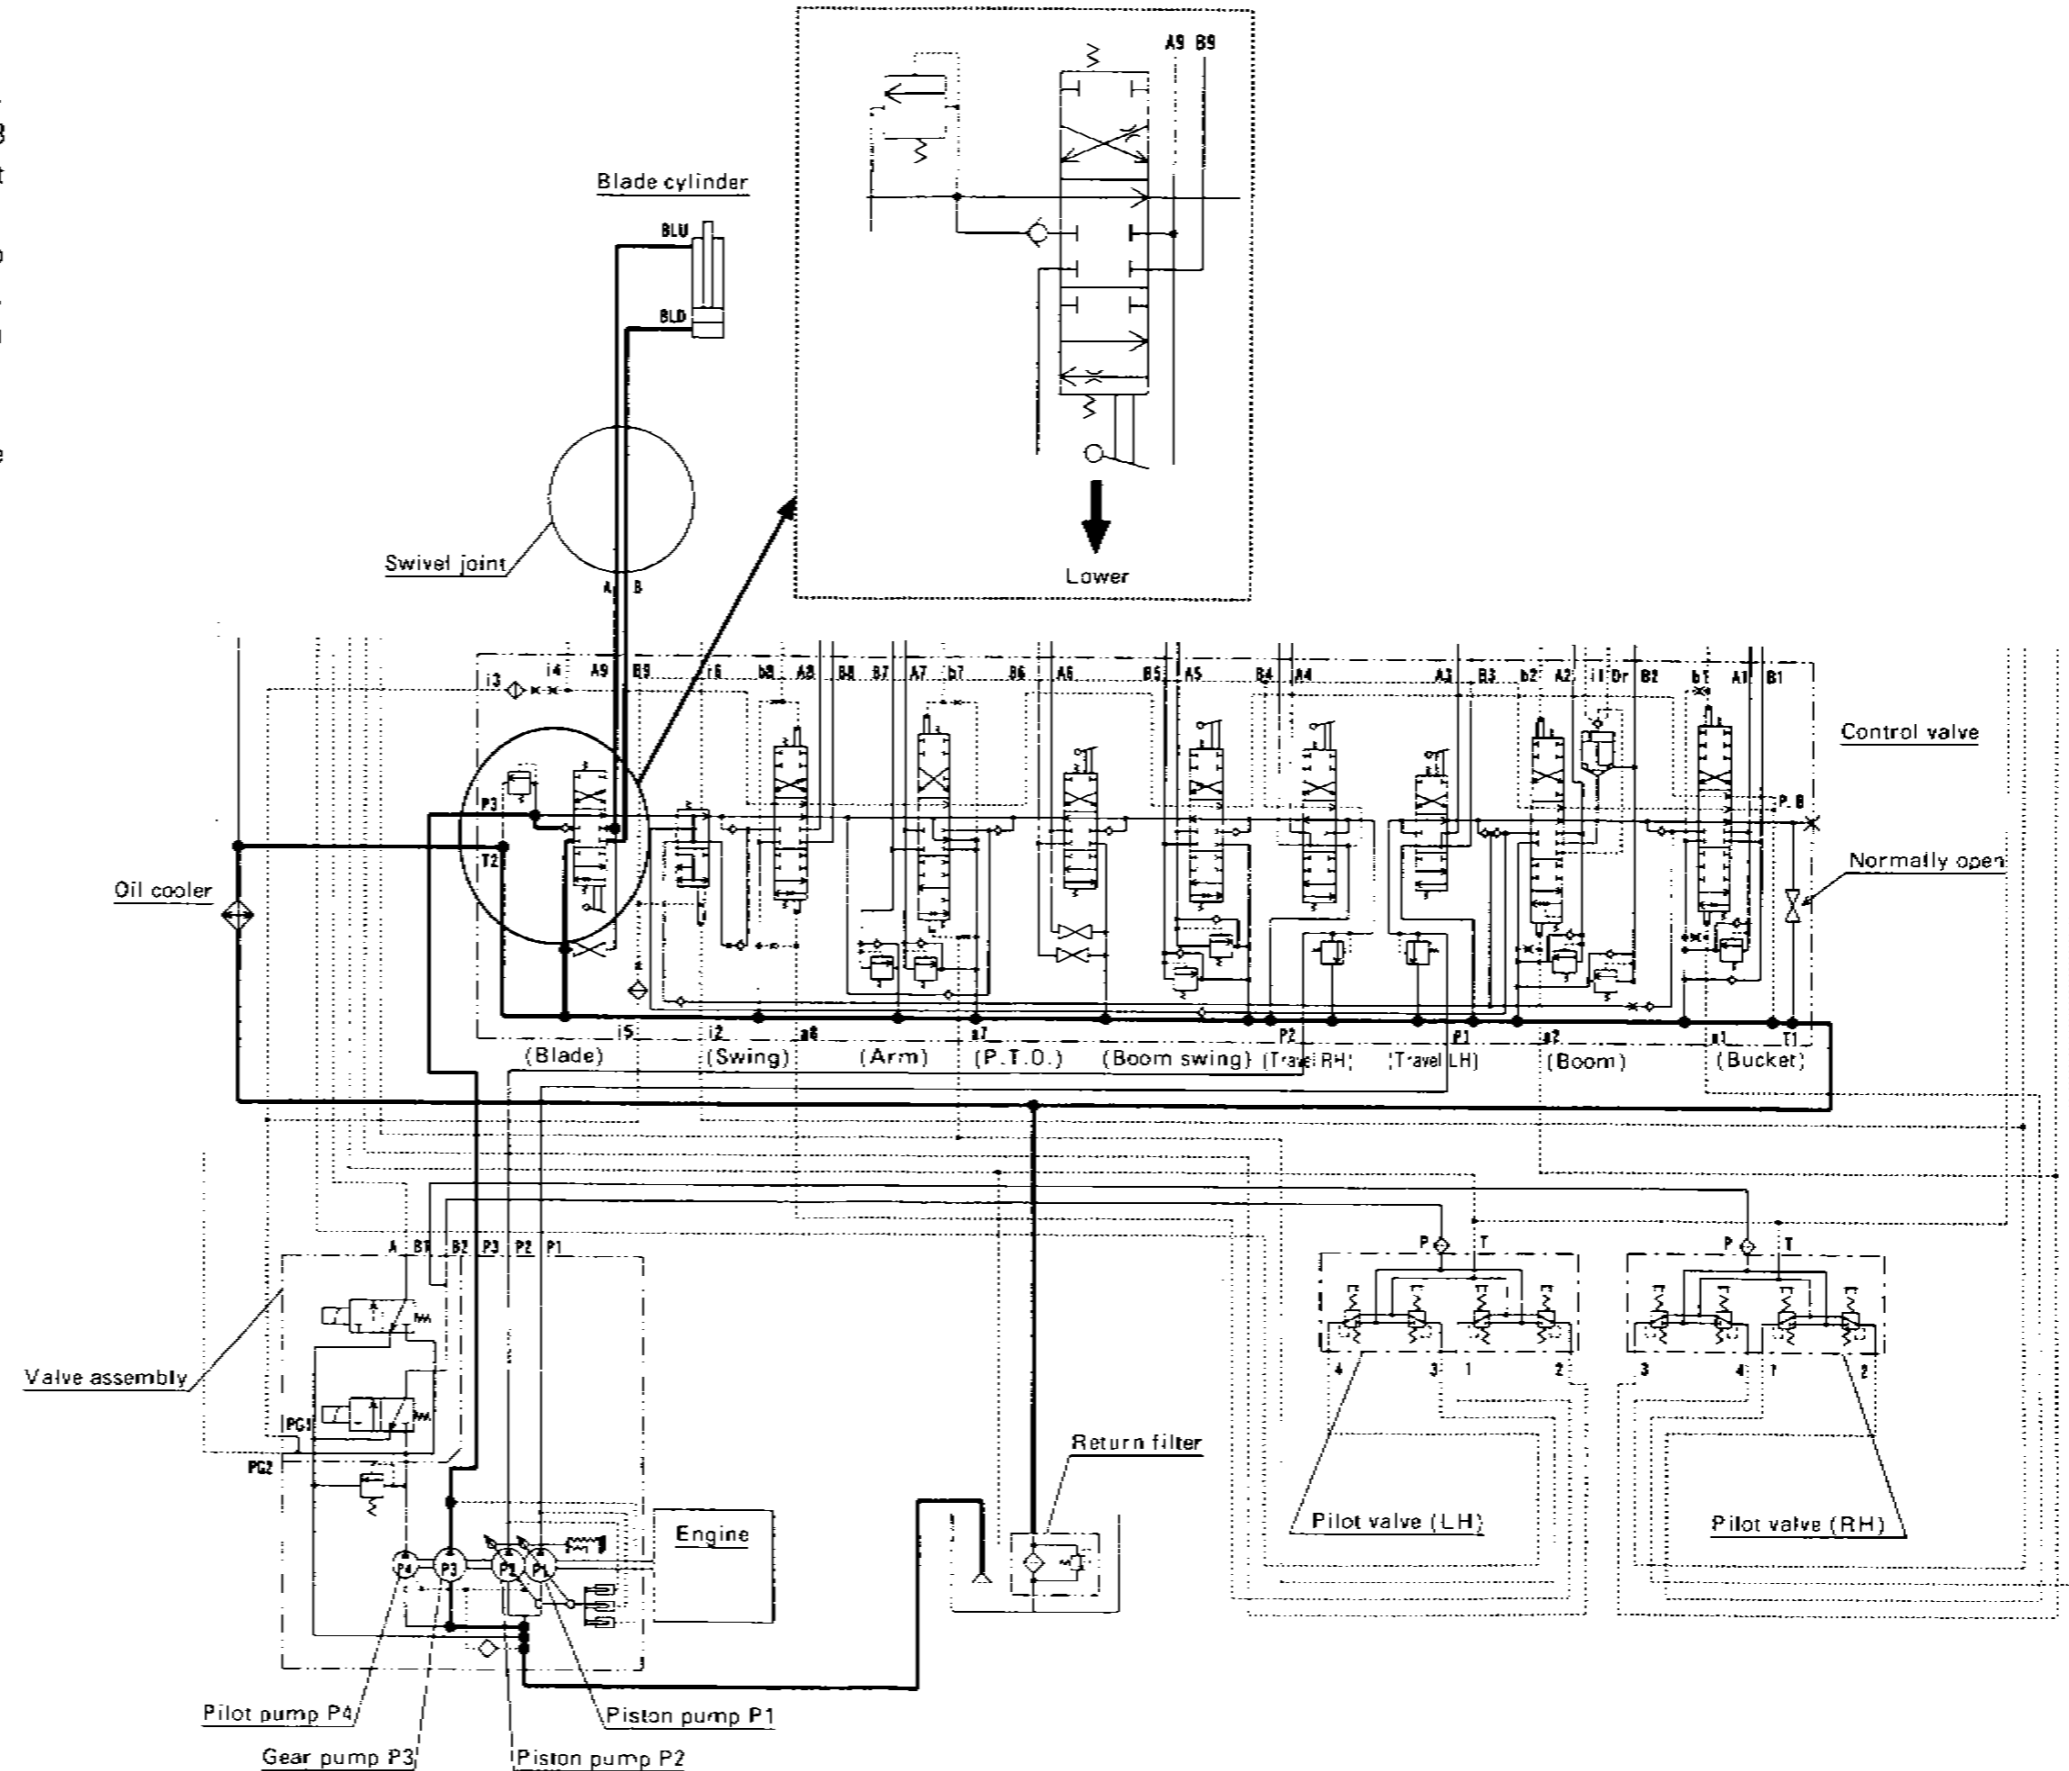 A9 B9
Blade cylinder
BLU
BLD
Swivel joint
Lower
A B
i3 i4 A9 B9 i6 b8 A8 B8 B7 A7 b7 B6 A6 B5 A5 B4 A4 A3 B3 b2 A2 i1 Dr B2 b1 A1 B1
Control valve
P3
P.B
T2
Normally open
Oil cooler
i5 i2 a8 a7 P2 P1 a2 a1 T1
(Blade) (Swing) (Arm) (P.T.O.) (Boom swing) (Travel RH) (Travel LH) (Boom) (Bucket)
A B1 B2 P3 P2 P1
P T P T
Valve assembly
4 3 1 2 3 4 1 2
PG1
PG2
Return filter
Engine
Pilot valve (LH)
Pilot valve (RH)
P4 P3 P2 P1
Pilot pump P4
Piston pump P1
Gear pump P3
Piston pump P2